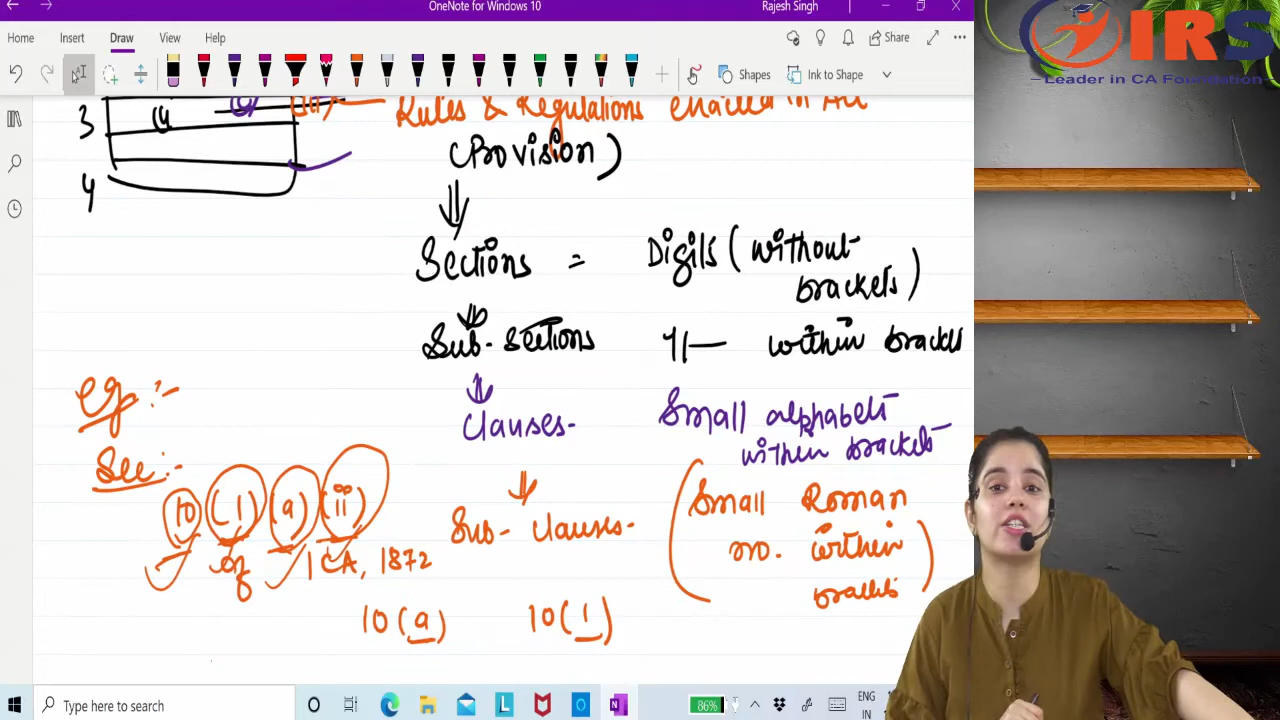 OneNote for Windows 10
Rajesh Singh
Home Insert Draw View Help
Share
Shapes
Ink to Shape
IRS
Leader in CA Foundation
3
4
Rules & Regulations enacted in Act
(Provision)
Sections = Digits (without
brackets)
Sub-Sections -||- within brackets
Clauses- Small alphabets
within brackets
Sub-clauses- (Small Roman
no. within
brackets)
eg:-
Sec:-
10 (1) (a) (ii)
of ICA, 1872
10(a) 10(1)
Type here to search
86%
ENG
IN